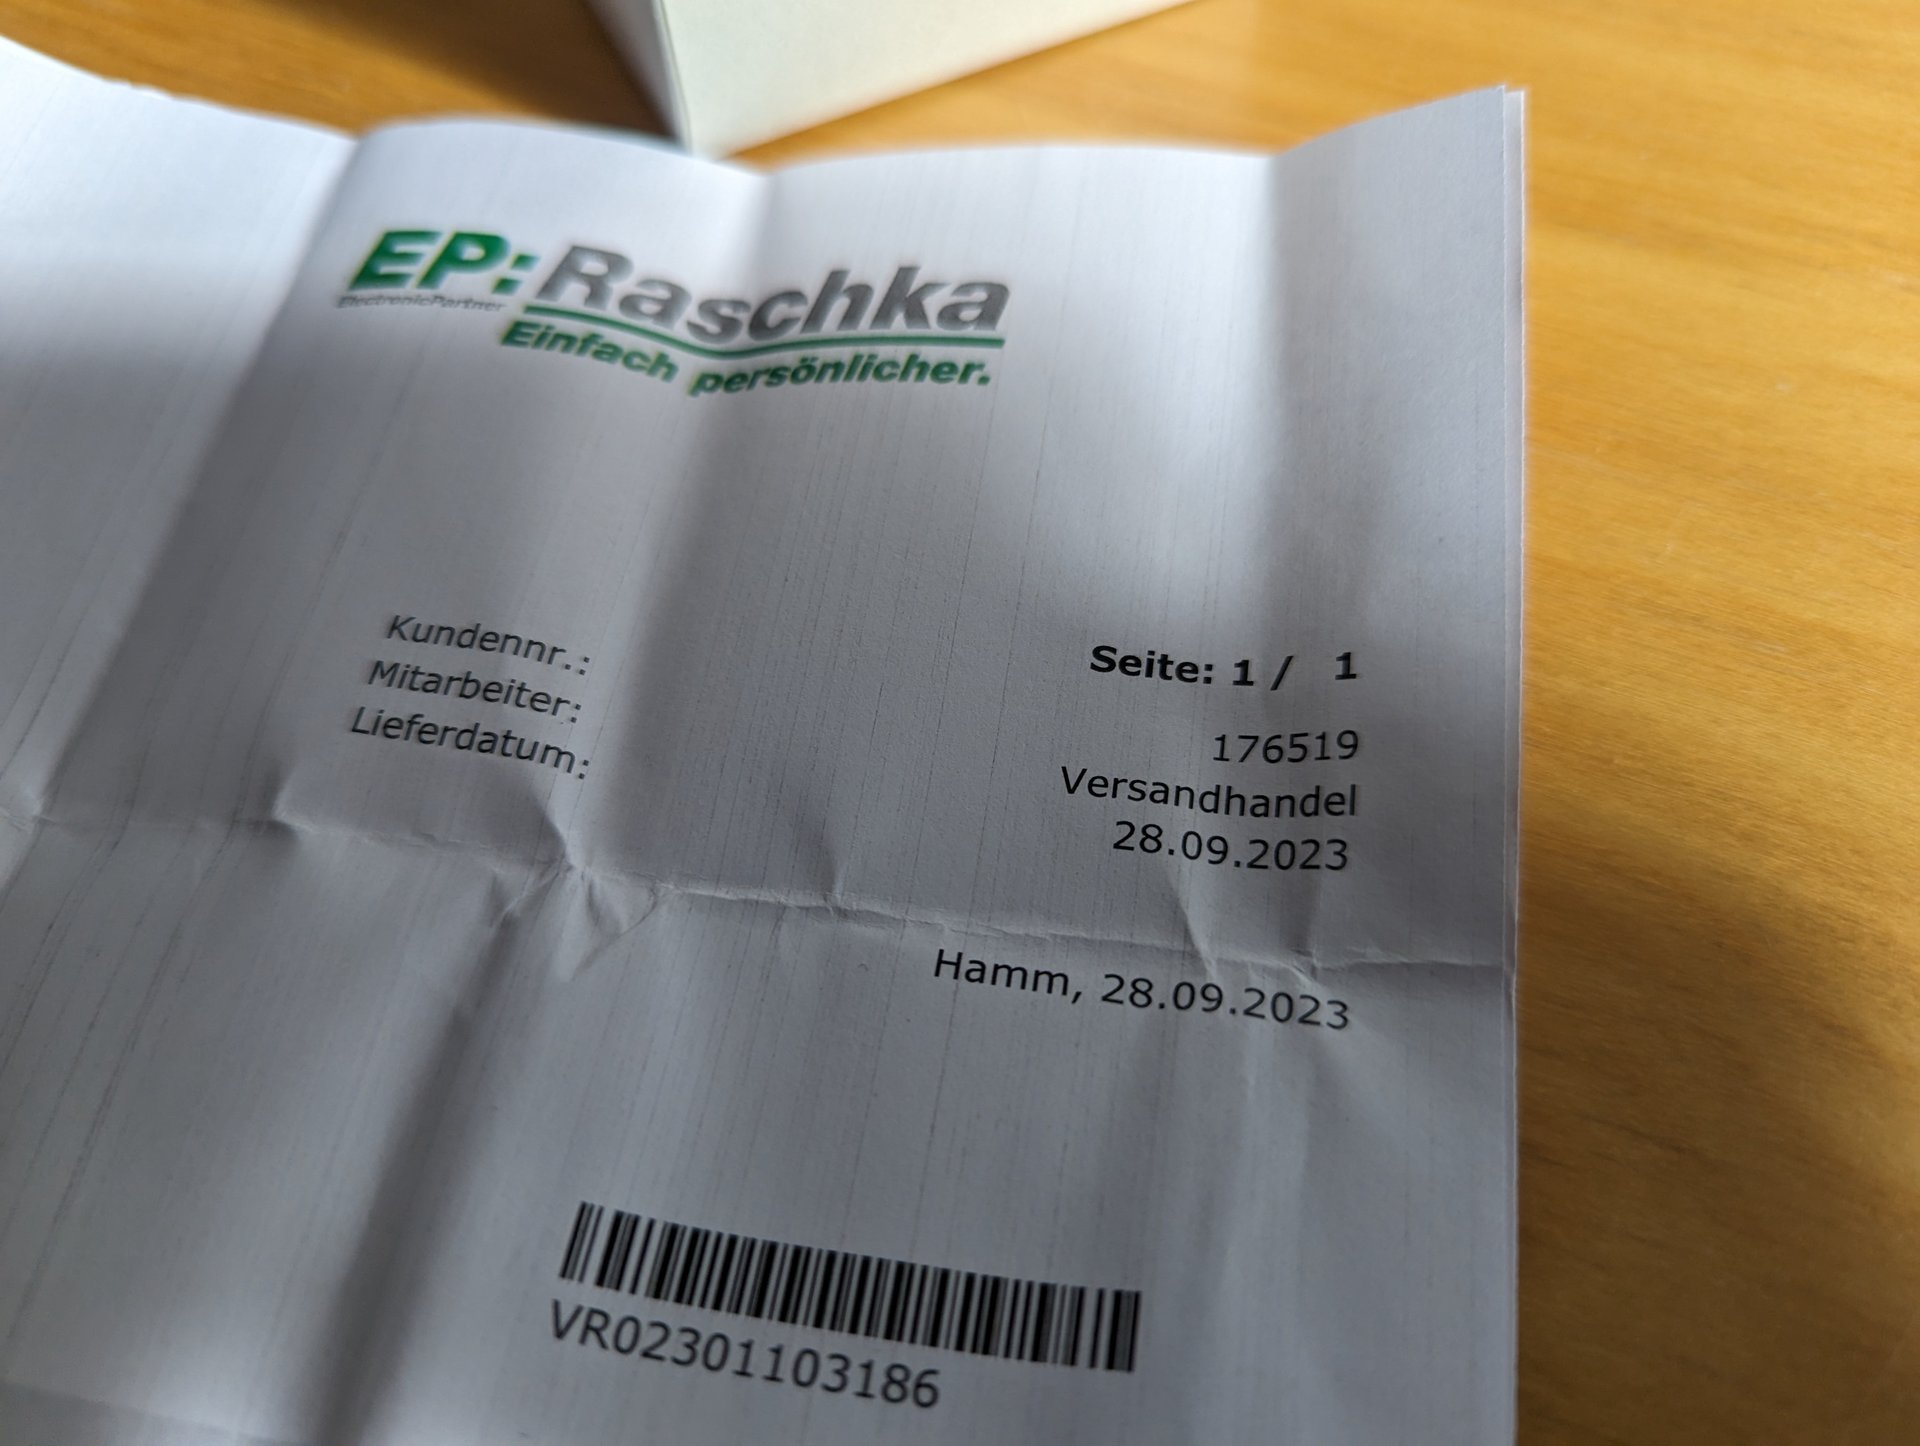 EP: Raschka
ElectronicPartner
Einfach persönlicher.
Seite: 1 / 1
Kundennr.: 176519
Mitarbeiter: Versandhandel
Lieferdatum: 28.09.2023
Hamm, 28.09.2023
VR02301103186